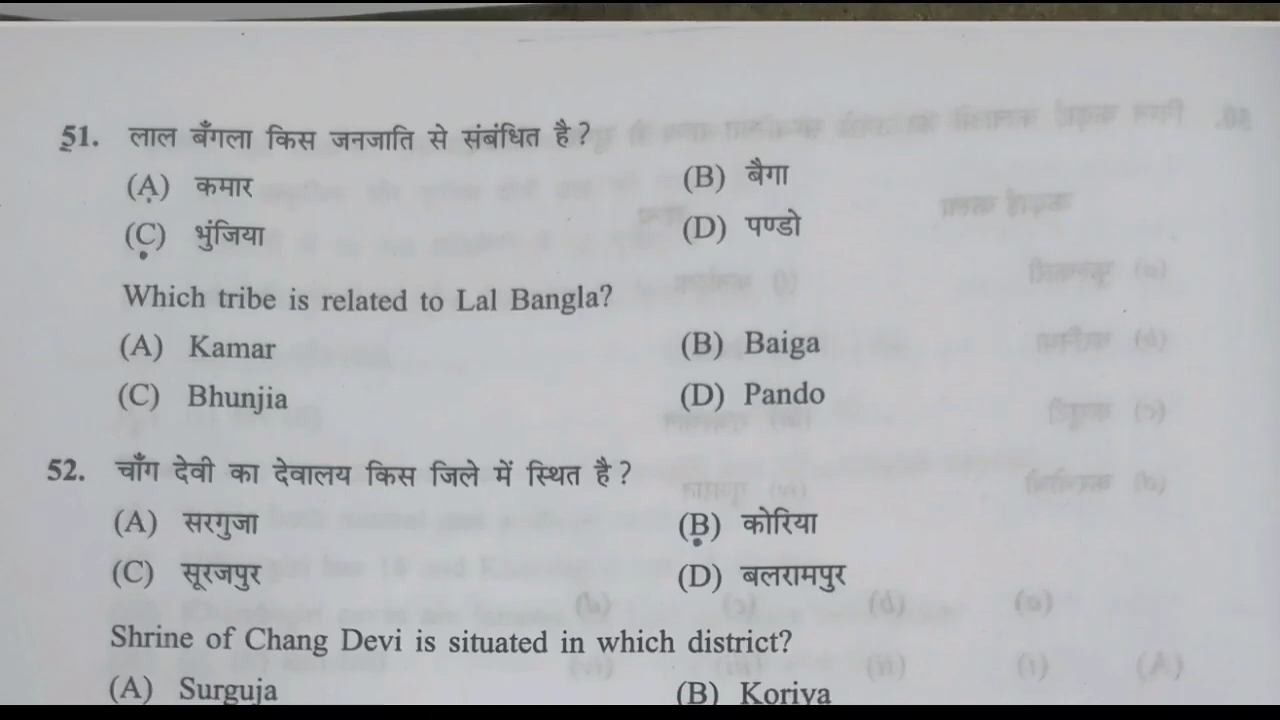 51. लाल बँगला किस जनजाति से संबंधित है?
(A) कमार (B) बैगा
(C) भुंजिया (D) पण्डो
Which tribe is related to Lal Bangla?
(A) Kamar (B) Baiga
(C) Bhunjia (D) Pando
52. चाँग देवी का देवालय किस जिले में स्थित है?
(A) सरगुजा (B) कोरिया
(C) सूरजपुर (D) बलरामपुर
Shrine of Chang Devi is situated in which district?
(A) Surguja (B) Koriya